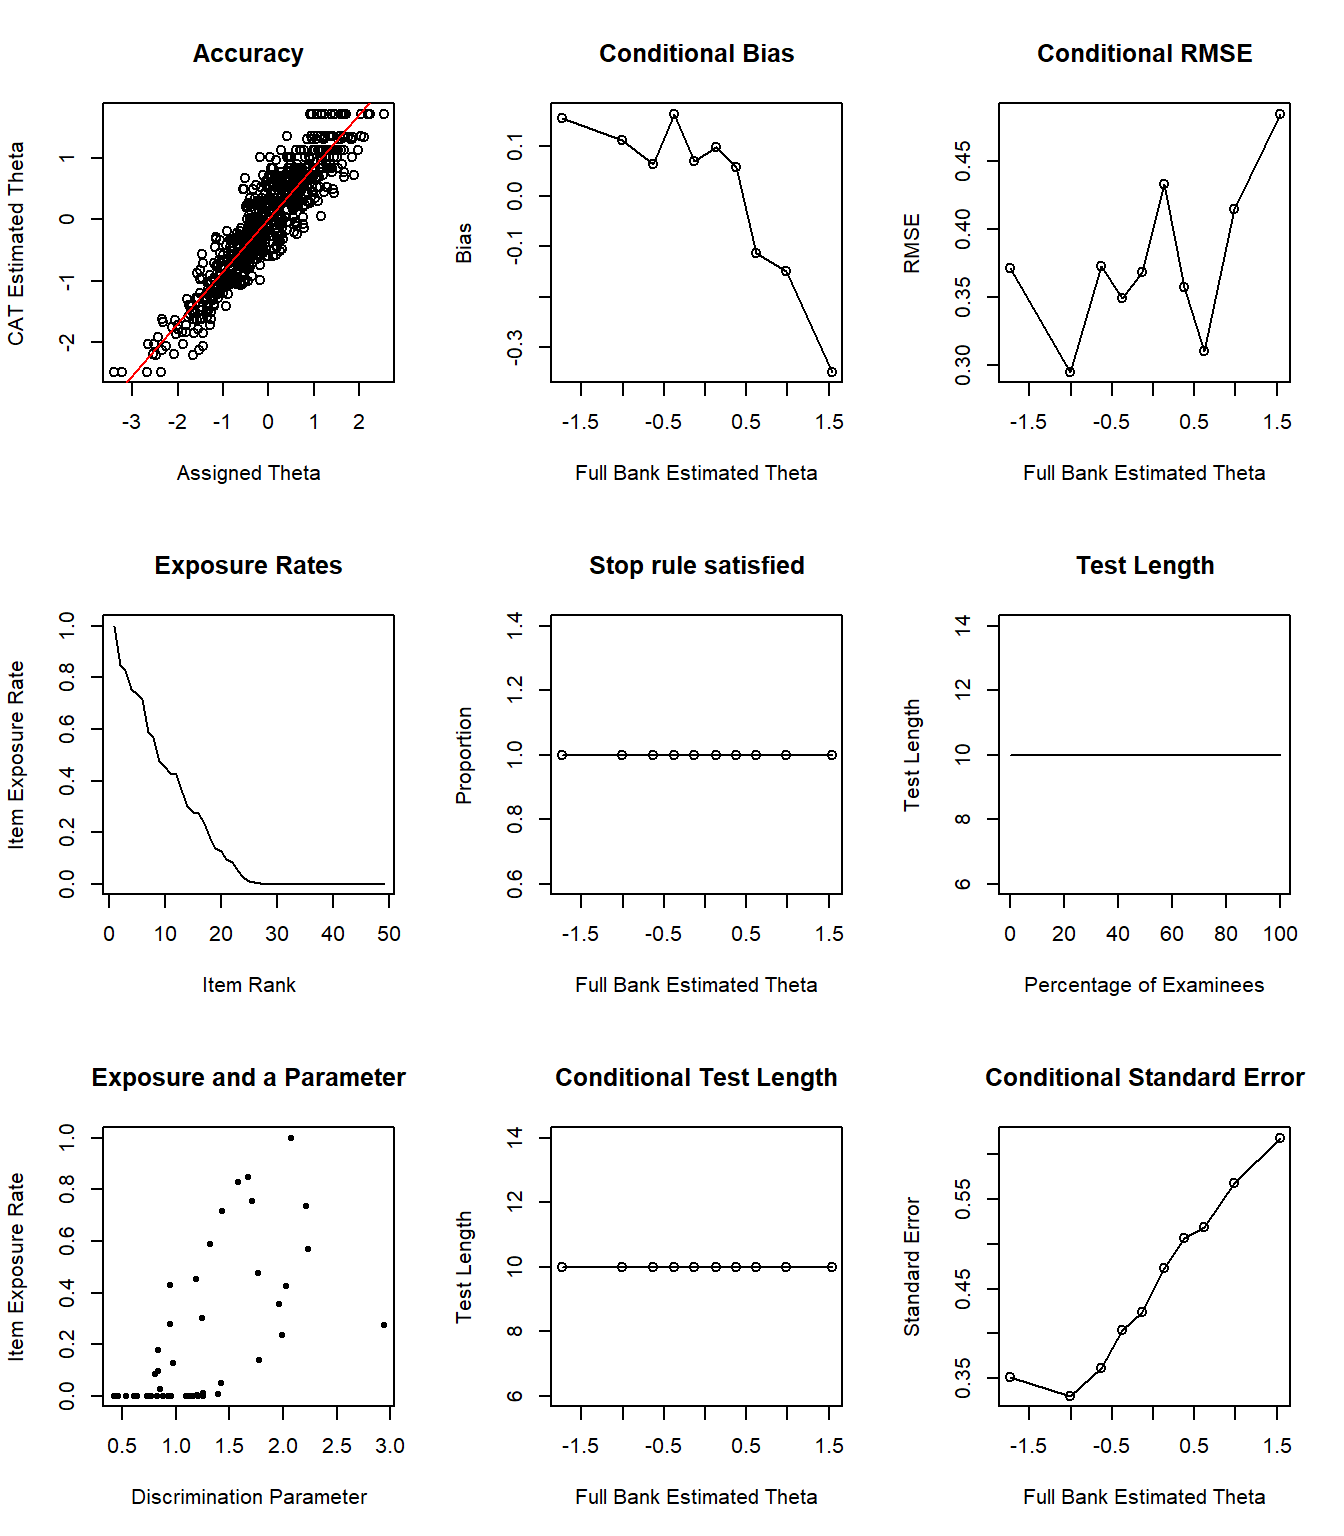 Accuracy
CAT Estimated Theta
1
0
-1
-2
-3 -2 -1 0 1 2
Assigned Theta
Conditional Bias
Bias
0.1
0.0
-0.1
-0.3
-1.5 -0.5 0.5 1.5
Full Bank Estimated Theta
Conditional RMSE
RMSE
0.45
0.40
0.35
0.30
-1.5 -0.5 0.5 1.5
Full Bank Estimated Theta
Exposure Rates
Item Exposure Rate
1.0
0.8
0.6
0.4
0.2
0.0
0 10 20 30 40 50
Item Rank
Stop rule satisfied
Proportion
1.4
1.2
1.0
0.8
0.6
-1.5 -0.5 0.5 1.5
Full Bank Estimated Theta
Test Length
Test Length
14
12
10
8
6
0 20 40 60 80 100
Percentage of Examinees
Exposure and a Parameter
Item Exposure Rate
1.0
0.8
0.6
0.4
0.2
0.0
0.5 1.0 1.5 2.0 2.5 3.0
Discrimination Parameter
Conditional Test Length
Test Length
14
12
10
8
6
-1.5 -0.5 0.5 1.5
Full Bank Estimated Theta
Conditional Standard Error
Standard Error
0.55
0.45
0.35
-1.5 -0.5 0.5 1.5
Full Bank Estimated Theta